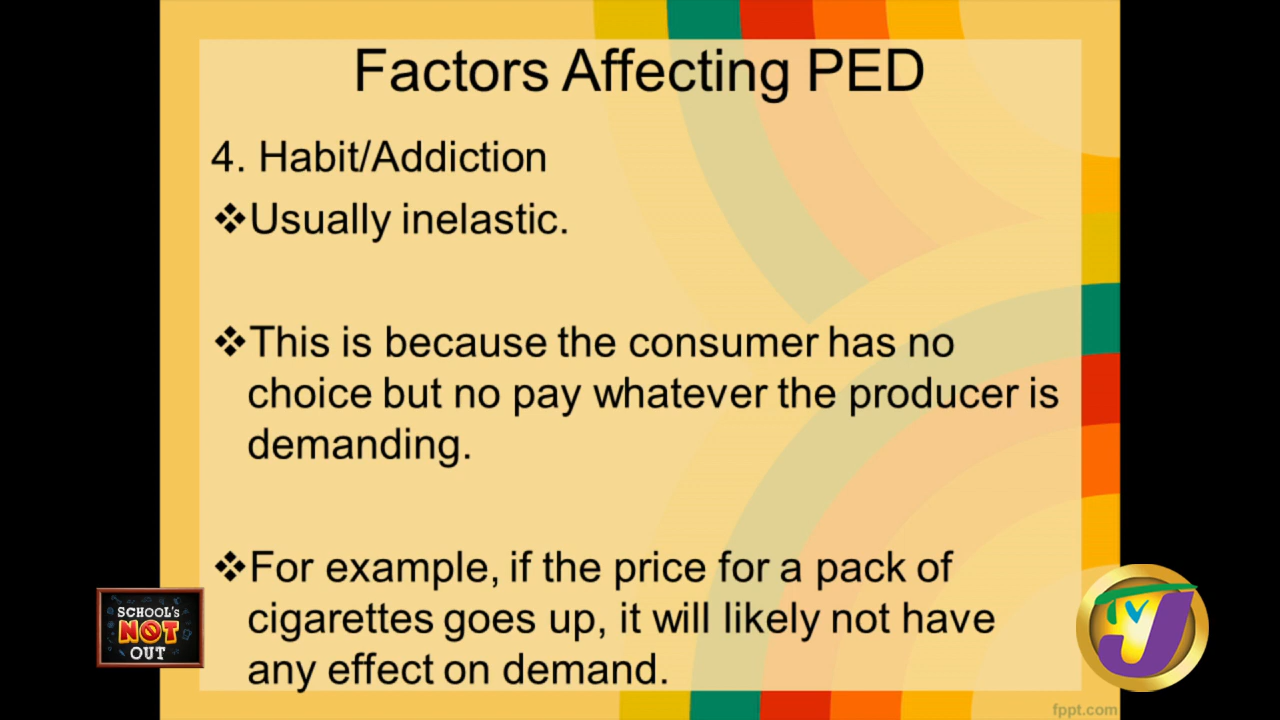 Factors Affecting PED
4. Habit/Addiction
❖Usually inelastic.
❖This is because the consumer has no
choice but no pay whatever the producer is
demanding.
❖For example, if the price for a pack of
cigarettes goes up, it will likely not have
any effect on demand.
SCHOOL's
NOT
OUT
TVJ
fppt.com